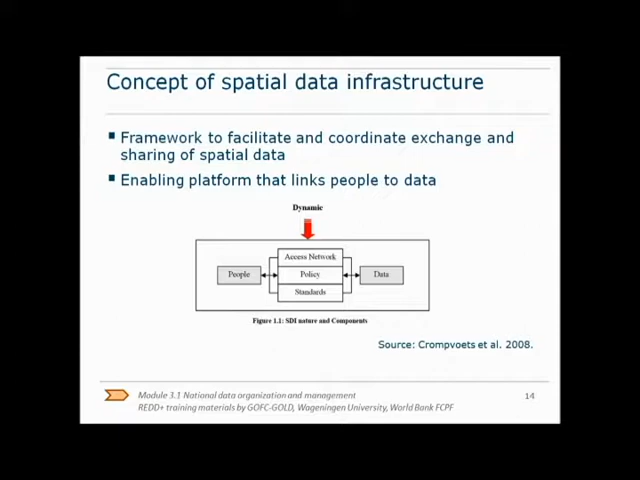 Concept of spatial data infrastructure
Framework to facilitate and coordinate exchange and
sharing of spatial data
Enabling platform that links people to data
Dynamic
Access Network
People
Policy
Data
Standards
Figure 1.1: SDI nature and Components
Source: Crompvoets et al. 2008.
Module 3.1 National data organization and management
REDD+ training materials by GOFC-GOLD, Wageningen University, World Bank FCPF
14